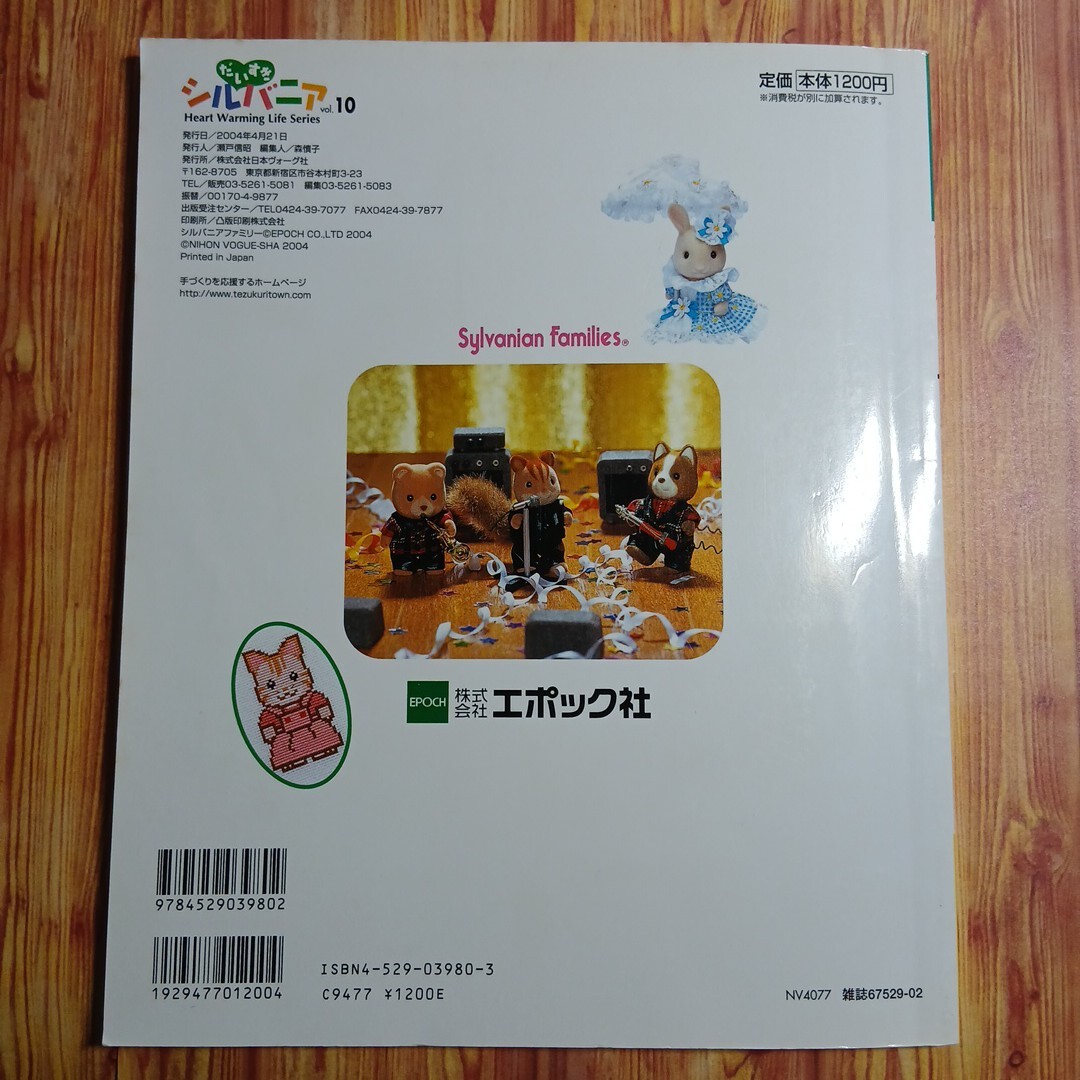 だいすき
シルバニア vol.10
Heart Warming Life Series
定価 本体1200円
※消費税が別に加算されます。
発行日／2004年4月21日
発行人／瀬戸信昭 編集人／森慎子
発行所／株式会社日本ヴォーグ社
〒162-8705 東京都新宿区市谷本村町3-23
TEL／販売03-5261-5081 編集03-5261-5083
振替／00170-4-9877
出版受注センター／TEL0424-39-7077 FAX0424-39-7877
印刷所／凸版印刷株式会社
シルバニアファミリー©EPOCH CO.,LTD 2004
©NIHON VOGUE-SHA 2004
Printed in Japan
手づくりを応援するホームページ
http://www.tezukuritown.com
Sylvanian Families®
EPOCH 株式会社 エポック社
9784529039802
1929477012004
ISBN4-529-03980-3
C9477 ¥1200E
NV4077 雑誌67529-02